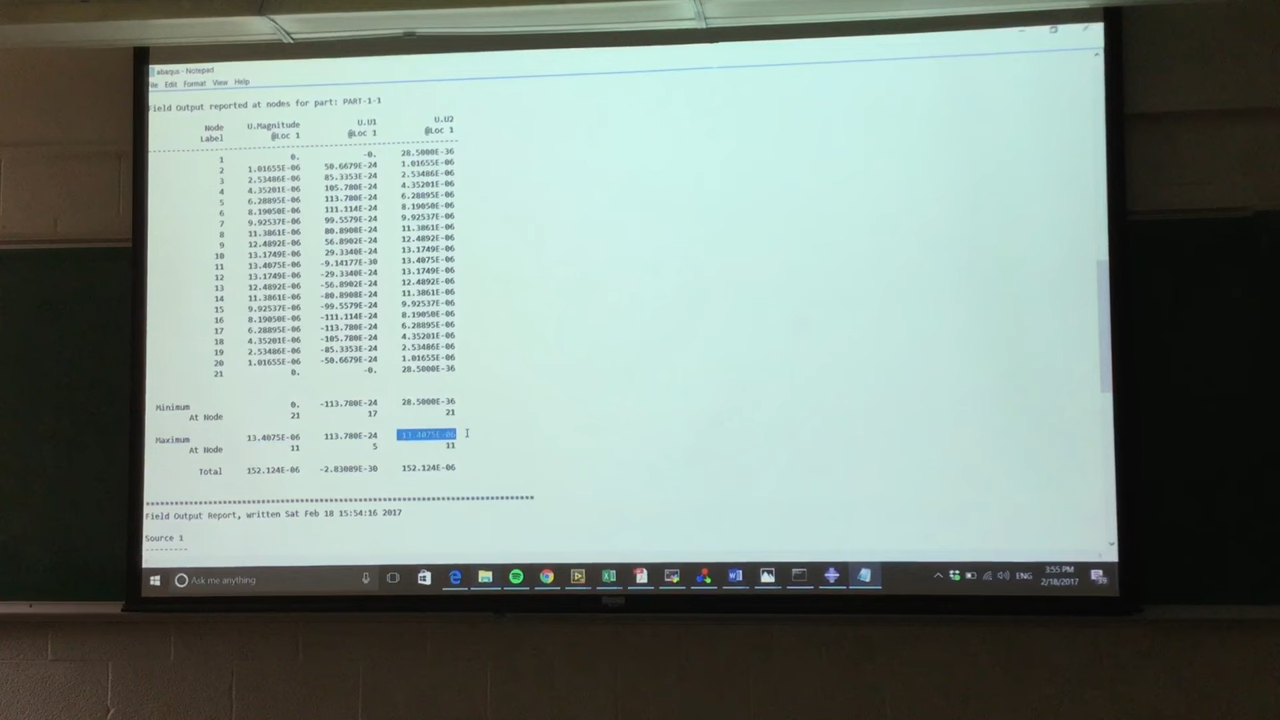 abaqus - Notepad
File Edit Format View Help
Field Output reported at nodes for part: PART-1-1
Node U.Magnitude U.U1 U.U2
Label @Loc 1 @Loc 1 @Loc 1
1 0. -0. 28.5000E-36
2 1.01655E-06 50.6679E-24 1.01655E-06
3 2.53486E-06 85.3353E-24 2.53486E-06
4 4.35201E-06 105.780E-24 4.35201E-06
5 6.28895E-06 113.780E-24 6.28895E-06
6 8.19050E-06 111.114E-24 8.19050E-06
7 9.92537E-06 99.5579E-24 9.92537E-06
8 11.3861E-06 80.8908E-24 11.3861E-06
9 12.4892E-06 56.8902E-24 12.4892E-06
10 13.1749E-06 29.3340E-24 13.1749E-06
11 13.4075E-06 -9.14177E-30 13.4075E-06
12 13.1749E-06 -29.3340E-24 13.1749E-06
13 12.4892E-06 -56.8902E-24 12.4892E-06
14 11.3861E-06 -80.8908E-24 11.3861E-06
15 9.92537E-06 -99.5579E-24 9.92537E-06
16 8.19050E-06 -111.114E-24 8.19050E-06
17 6.28895E-06 -113.780E-24 6.28895E-06
18 4.35201E-06 -105.780E-24 4.35201E-06
19 2.53486E-06 -85.3353E-24 2.53486E-06
20 1.01655E-06 -50.6679E-24 1.01655E-06
21 0. -0. 28.5000E-36
Minimum 0. -113.780E-24 28.5000E-36
At Node 21 17 21
Maximum 13.4075E-06 113.780E-24 13.4075E-06
At Node 11 5 11
Total 152.124E-06 -2.83089E-30 152.124E-06
Field Output Report, written Sat Feb 18 15:54:16 2017
Source 1
---------
Ask me anything
ENG
3:55 PM
2/18/2017